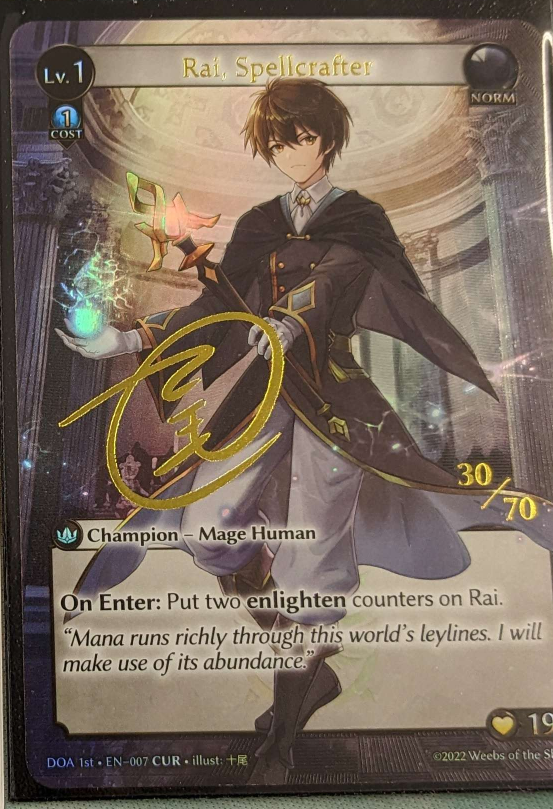 Lv.1
Rai, Spellcrafter
NORM
1
COST
30/70
Champion – Mage Human
On Enter: Put two enlighten counters on Rai.
“Mana runs richly through this world’s leylines. I will
make use of its abundance.”
19
DOA 1st • EN–007 CUR • illust: 十尾
©2022 Weebs of the